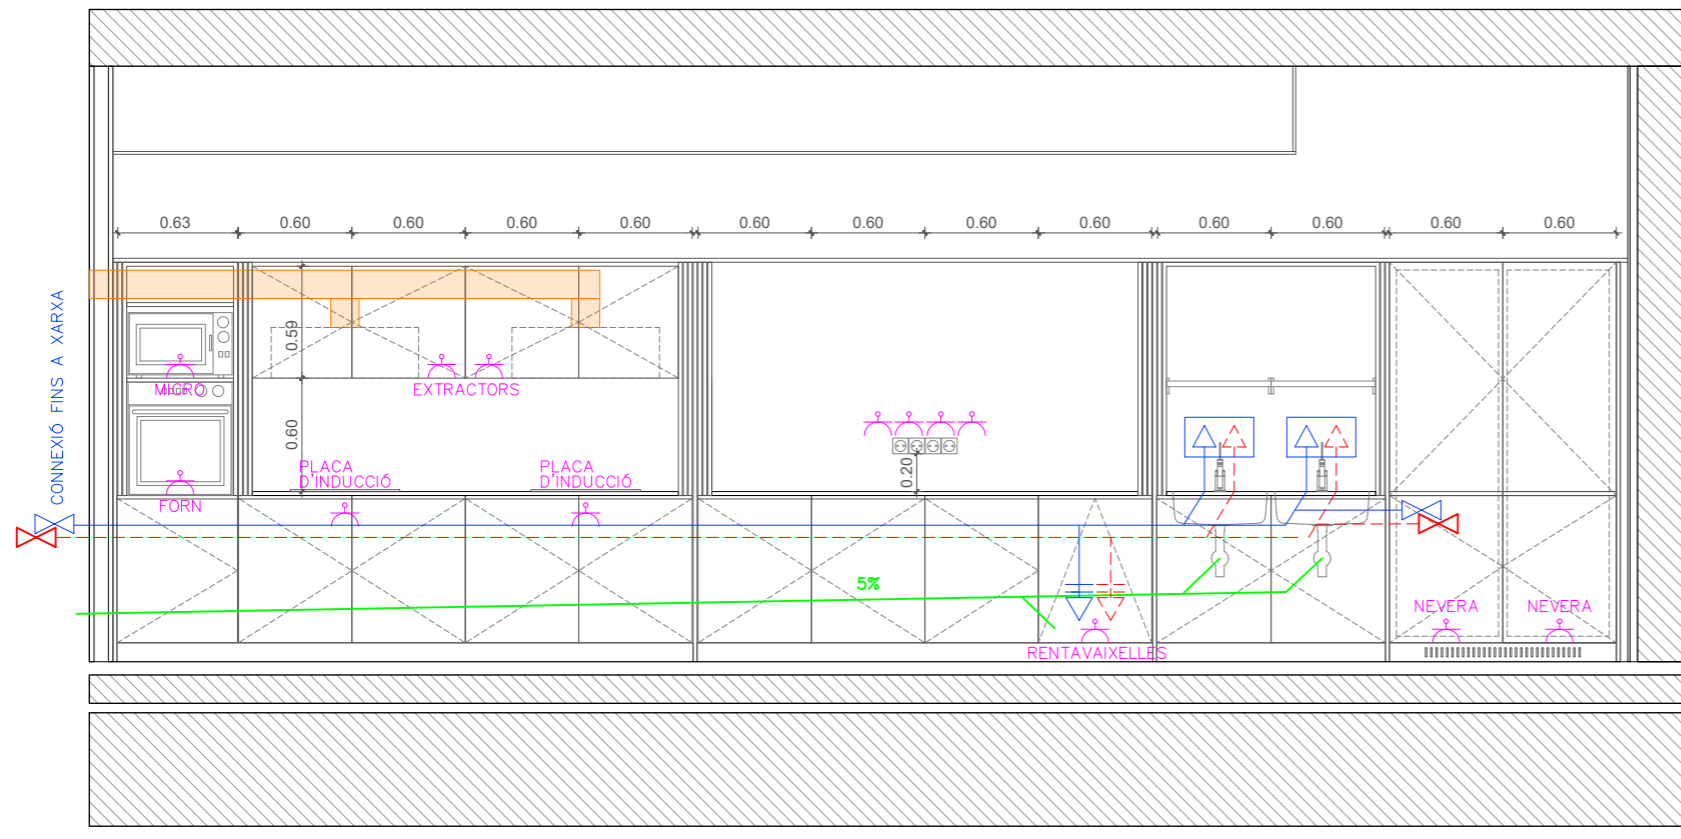 0.63 0.60 0.60 0.60 0.60 0.60 0.60 0.60 0.60 0.60 0.60 0.60 0.60
CONNEXIÓ FINS A XARXA
0.59
MICRO
EXTRACTORS
0.60
PLACA
D'INDUCCIÓ
PLACA
D'INDUCCIÓ
0.20
FORN
5%
NEVERA
NEVERA
RENTAVAIXELLES